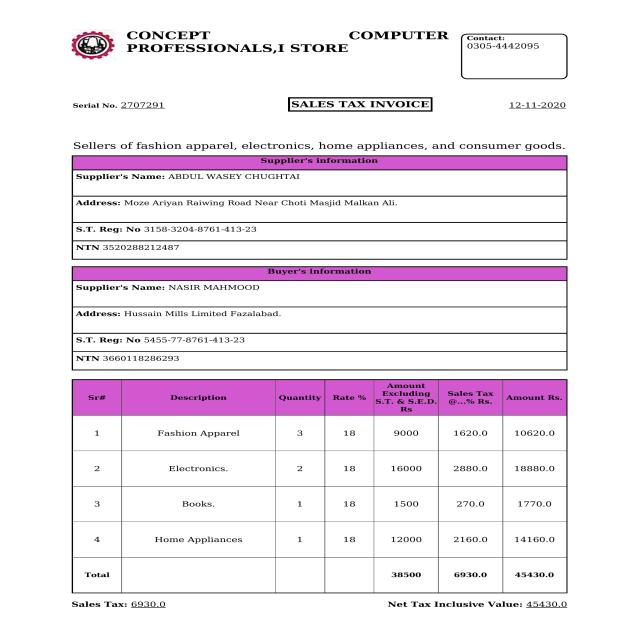 CONCEPT COMPUTER
PROFESSIONALS,I STORE
Contact:
0305-4442095
Serial No. 2707291
SALES TAX INVOICE
12-11-2020
Sellers of fashion apparel, electronics, home appliances, and consumer goods.
Supplier's information
Supplier's Name: ABDUL WASEY CHUGHTAI
Address: Moze Ariyan Raiwing Road Near Choti Masjid Malkan Ali.
S.T. Reg: No 3158-3204-8761-413-23
NTN 3520288212487
Buyer's information
Supplier's Name: NASIR MAHMOOD
Address: Hussain Mills Limited Fazalabad.
S.T. Reg: No 5455-77-8761-413-23
NTN 3660118286293
Sr# Description Quantity Rate % Amount Excluding S.T. & S.E.D. Rs Sales Tax @...% Rs. Amount Rs.
1 Fashion Apparel 3 18 9000 1620.0 10620.0
2 Electronics. 2 18 16000 2880.0 18880.0
3 Books. 1 18 1500 270.0 1770.0
4 Home Appliances 1 18 12000 2160.0 14160.0
Total 38500 6930.0 45430.0
Sales Tax: 6930.0 Net Tax Inclusive Value: 45430.0